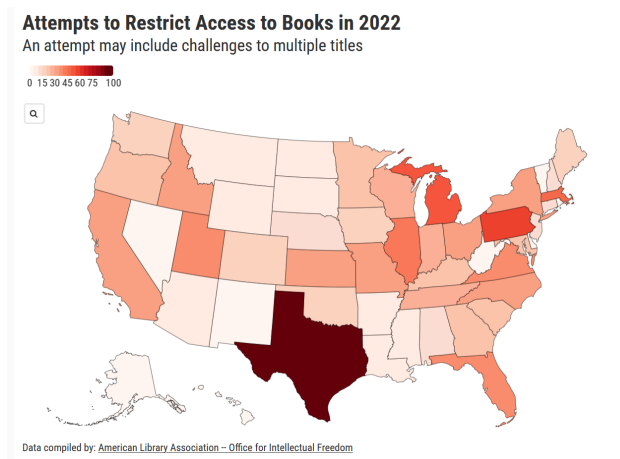 Attempts to Restrict Access to Books in 2022
An attempt may include challenges to multiple titles
0 15 30 45 60 75 100
Data compiled by: American Library Association – Office for Intellectual Freedom